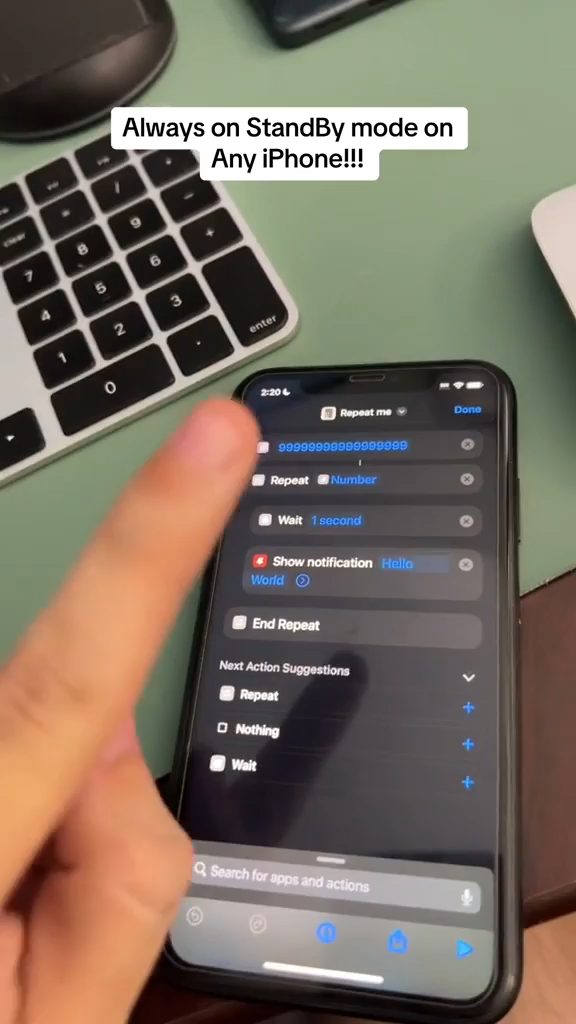 Always on StandBy mode on
Any iPhone!!!
clear
/
=
-
7
8
9
+
4
5
6
1
2
3
0
.
enter
2:20
Repeat me
Done
99999999999999999
Repeat Number
Wait 1 second
Show notification Hello
World
End Repeat
Next Action Suggestions
Repeat
Nothing
Wait
Search for apps and actions